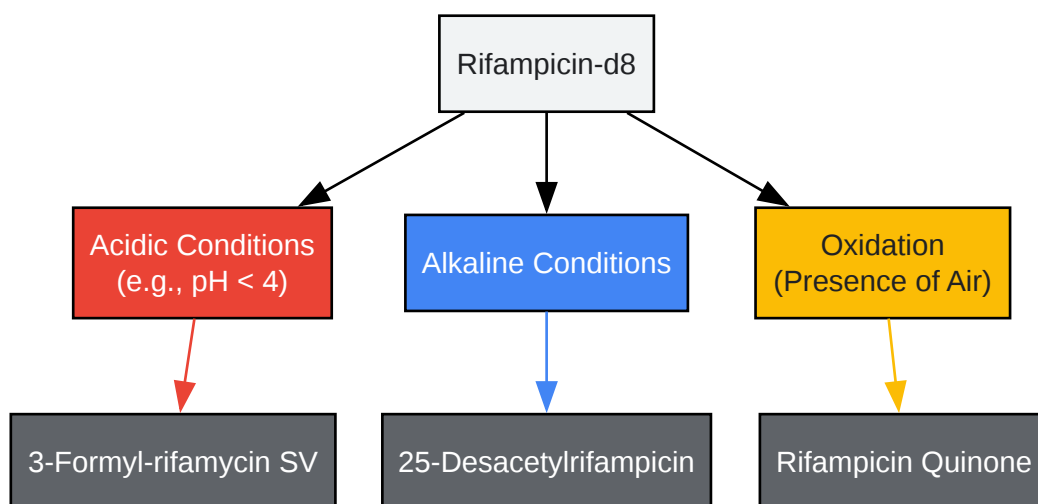 Rifampicin-d8
Acidic Conditions
(e.g., pH < 4)
Alkaline Conditions
Oxidation
(Presence of Air)
3-Formyl-rifamycin SV
25-Desacetylrifampicin
Rifampicin Quinone